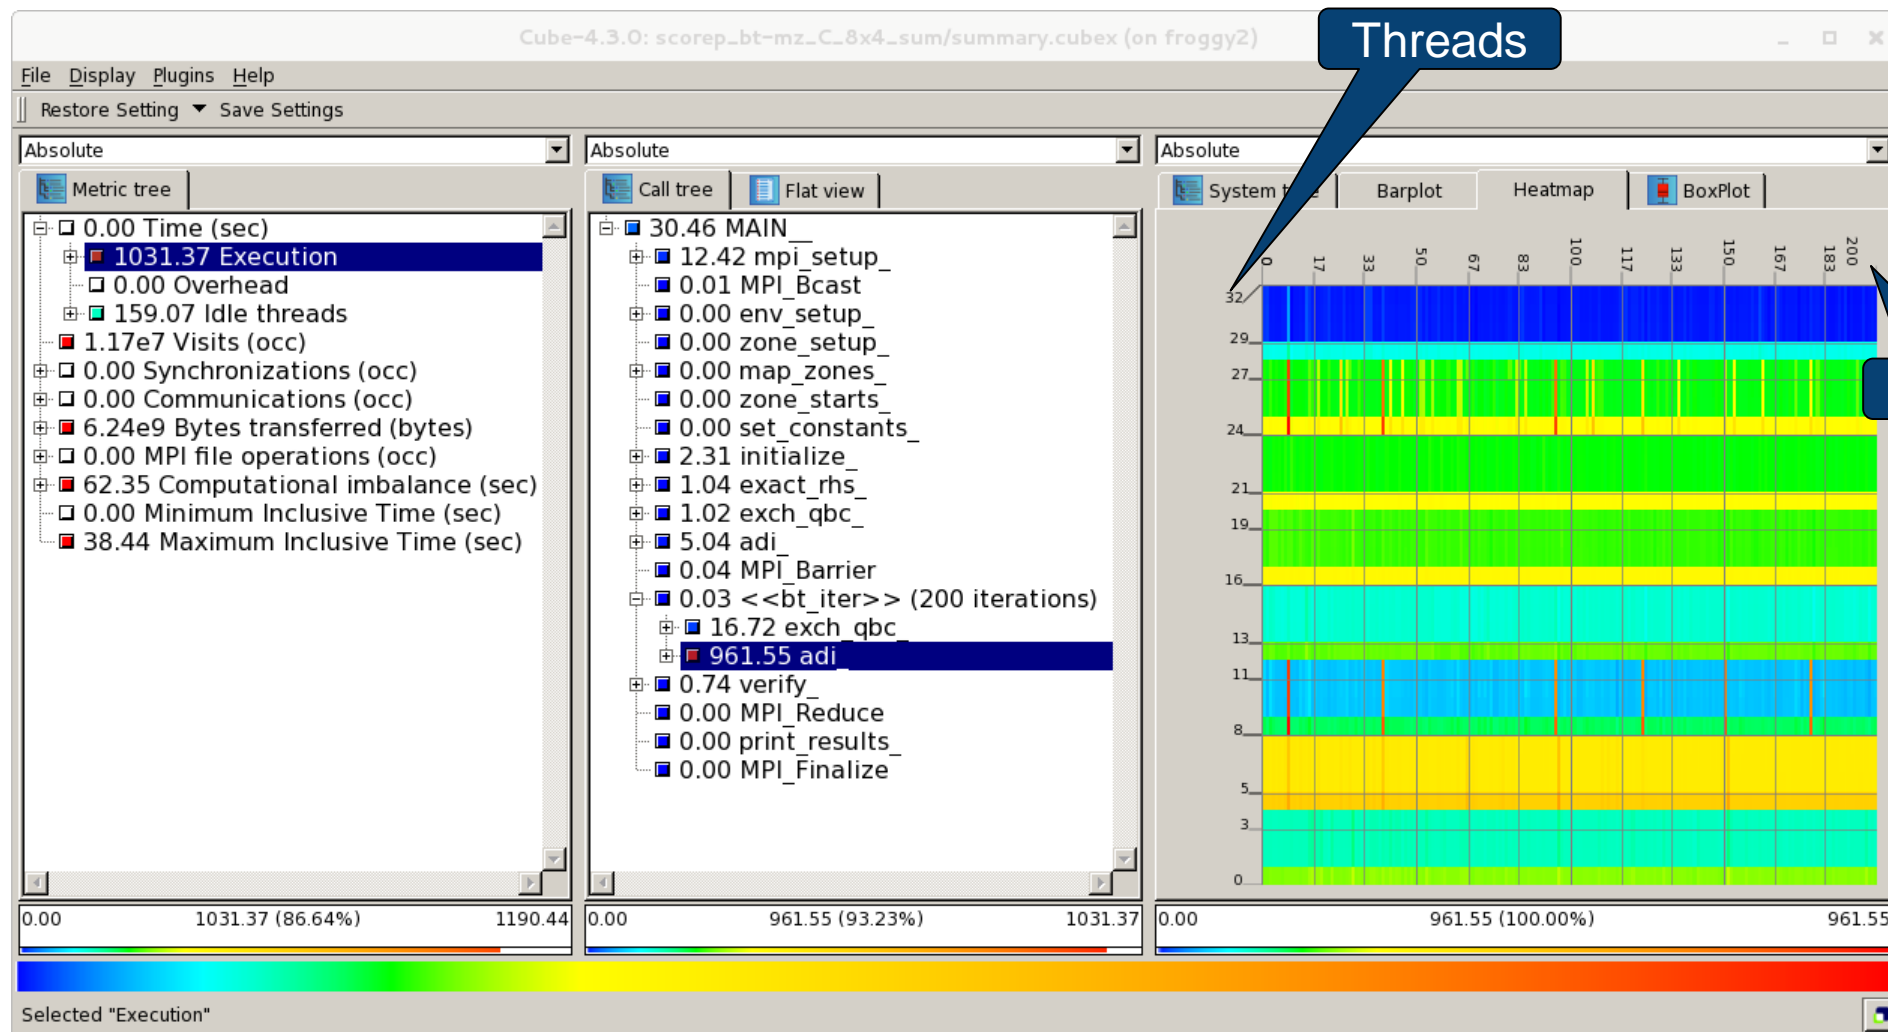 Cube-4.3.0: scorep_bt-mz_C_8x4_sum/summary.cubex (on froggy2)
Threads
File Display Plugins Help
Restore Setting Save Settings
Absolute
Metric tree
0.00 Time (sec)
1031.37 Execution
0.00 Overhead
159.07 Idle threads
1.17e7 Visits (occ)
0.00 Synchronizations (occ)
0.00 Communications (occ)
6.24e9 Bytes transferred (bytes)
0.00 MPI file operations (occ)
62.35 Computational imbalance (sec)
0.00 Minimum Inclusive Time (sec)
38.44 Maximum Inclusive Time (sec)
0.00 1031.37 (86.64%) 1190.44
Absolute
Call tree Flat view
30.46 MAIN__
12.42 mpi_setup_
0.01 MPI_Bcast
0.00 env_setup_
0.00 zone_setup_
0.00 map_zones_
0.00 zone_starts_
0.00 set_constants_
2.31 initialize_
1.04 exact_rhs_
1.02 exch_qbc_
5.04 adi_
0.04 MPI_Barrier
0.03 <<bt_iter>> (200 iterations)
16.72 exch_qbc_
961.55 adi_
0.74 verify_
0.00 MPI_Reduce
0.00 print_results_
0.00 MPI_Finalize
0.00 961.55 (93.23%) 1031.37
Absolute
System Barplot Heatmap BoxPlot
0 17 33 50 67 83 100 117 133 150 167 183 200
32
29
27
24
21
19
16
13
11
8
5
3
0
0.00 961.55 (100.00%) 961.55
Selected "Execution"